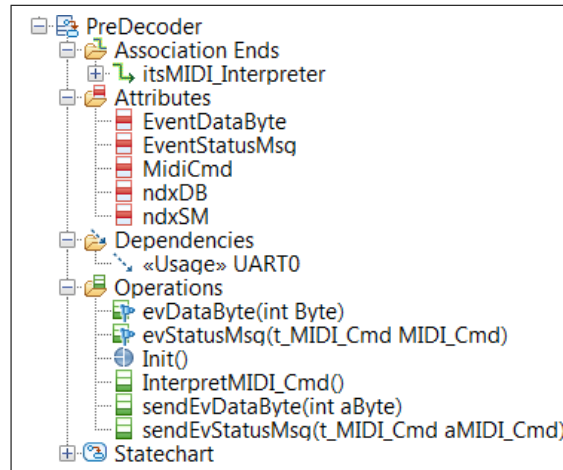 PreDecoder
Association Ends
itsMIDI_Interpreter
Attributes
EventDataByte
EventStatusMsg
MidiCmd
ndxDB
ndxSM
Dependencies
«Usage» UART0
Operations
evDataByte(int Byte)
evStatusMsg(t_MIDI_Cmd MIDI_Cmd)
Init()
InterpretMIDI_Cmd()
sendEvDataByte(int aByte)
sendEvStatusMsg(t_MIDI_Cmd aMIDI_Cmd)
Statechart